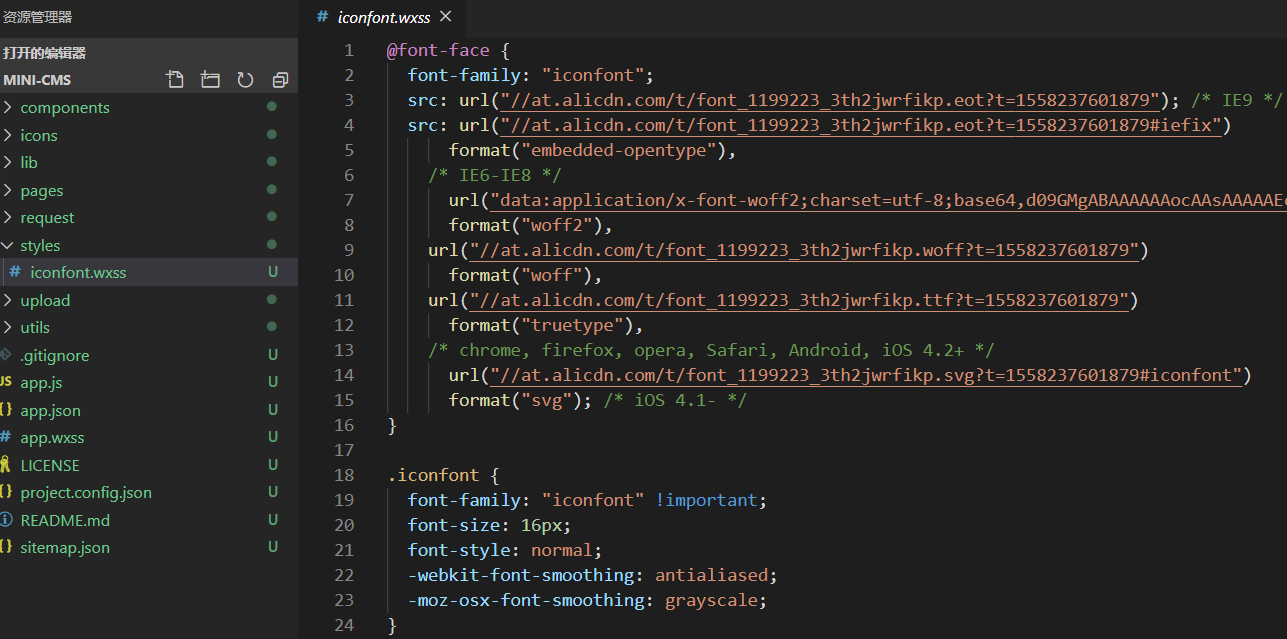 资源管理器
打开的编辑器
MINI-CMS
components
icons
lib
pages
request
styles
# iconfont.wxss U
upload
utils
.gitignore U
JS app.js U
{} app.json U
# app.wxss U
LICENSE U
{} project.config.json U
README.md U
{} sitemap.json U
# iconfont.wxss
1 @font-face {
2 font-family: "iconfont";
3 src: url("//at.alicdn.com/t/font_1199223_3th2jwrfikp.eot?t=1558237601879"); /* IE9 */
4 src: url("//at.alicdn.com/t/font_1199223_3th2jwrfikp.eot?t=1558237601879#iefix")
5 format("embedded-opentype"),
6 /* IE6-IE8 */
7 url("data:application/x-font-woff2;charset=utf-8;base64,d09GMgABAAAAAAocAAsAAAAAE
8 format("woff2"),
9 url("//at.alicdn.com/t/font_1199223_3th2jwrfikp.woff?t=1558237601879")
10 format("woff"),
11 url("//at.alicdn.com/t/font_1199223_3th2jwrfikp.ttf?t=1558237601879")
12 format("truetype"),
13 /* chrome, firefox, opera, Safari, Android, iOS 4.2+ */
14 url("//at.alicdn.com/t/font_1199223_3th2jwrfikp.svg?t=1558237601879#iconfont")
15 format("svg"); /* iOS 4.1- */
16 }
17
18 .iconfont {
19 font-family: "iconfont" !important;
20 font-size: 16px;
21 font-style: normal;
22 -webkit-font-smoothing: antialiased;
23 -moz-osx-font-smoothing: grayscale;
24 }